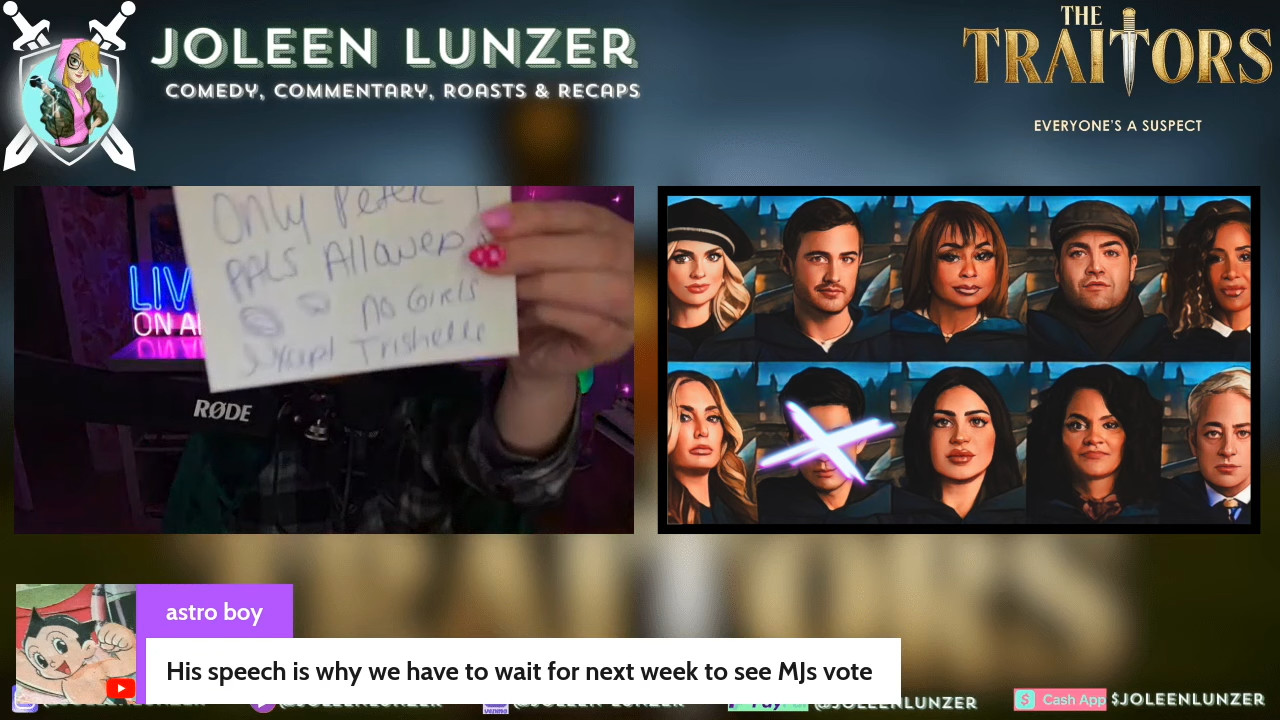 JOLEEN LUNZER
COMEDY, COMMENTARY, ROASTS & RECAPS
THE
TRAITORS
EVERYONE'S A SUSPECT
Only Peter
PPLS Allowed
No Girls
Except Trishelle
LIV
ON A
RØDE
astro boy
His speech is why we have to wait for next week to see MJs vote
Cash App $JOLEENLUNZER
@JOLEENLUNZER